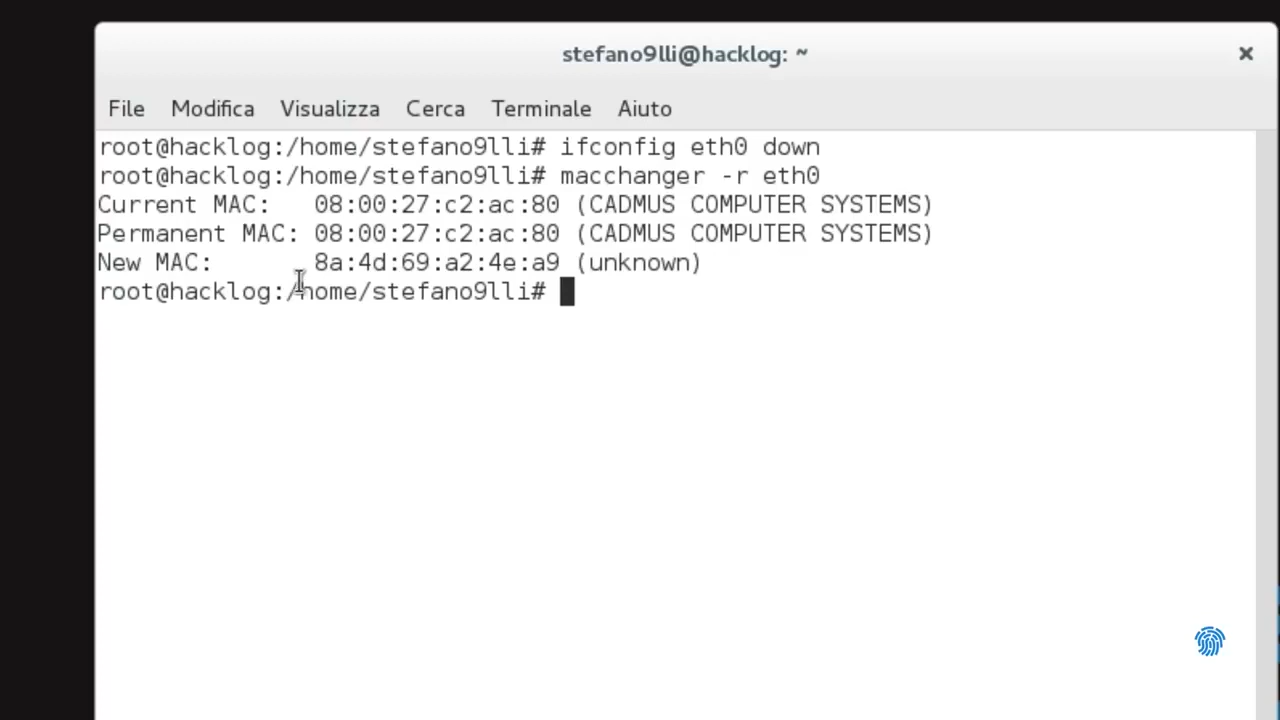 stefano9lli@hacklog: ~
File Modifica Visualizza Cerca Terminale Aiuto
root@hacklog:/home/stefano9lli# ifconfig eth0 down
root@hacklog:/home/stefano9lli# macchanger -r eth0
Current MAC:   08:00:27:c2:ac:80 (CADMUS COMPUTER SYSTEMS)
Permanent MAC: 08:00:27:c2:ac:80 (CADMUS COMPUTER SYSTEMS)
New MAC:       8a:4d:69:a2:4e:a9 (unknown)
root@hacklog:/home/stefano9lli#